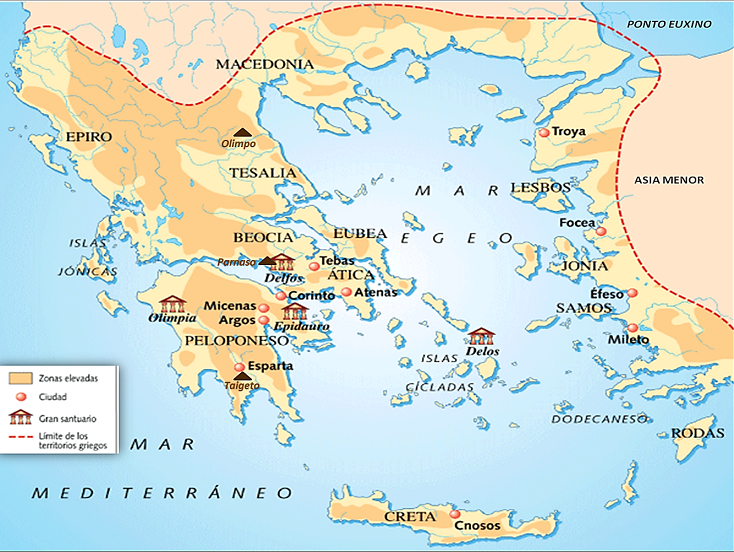 PONTO EUXINO
MACEDONIA
EPIRO
Olimpo
Troya
TESALIA
ASIA MENOR
MAR
LESBOS
Focea
BEOCIA
EUBEA
EGEO
ISLAS
JÓNICAS
Parnaso
Tebas
JONIA
Delfos
ÁTICA
Corinto
Atenas
Éfeso
Olimpia
Micenas
Argos
Epidauro
SAMOS
PELOPONESO
Mileto
Delos
ISLAS
CÍCLADAS
Esparta
Taigeto
DODECANESO
RODAS
Zonas elevadas
Ciudad
Gran santuario
Límite de los
territorios griegos
MAR
MEDITERRÁNEO
CRETA
Cnosos